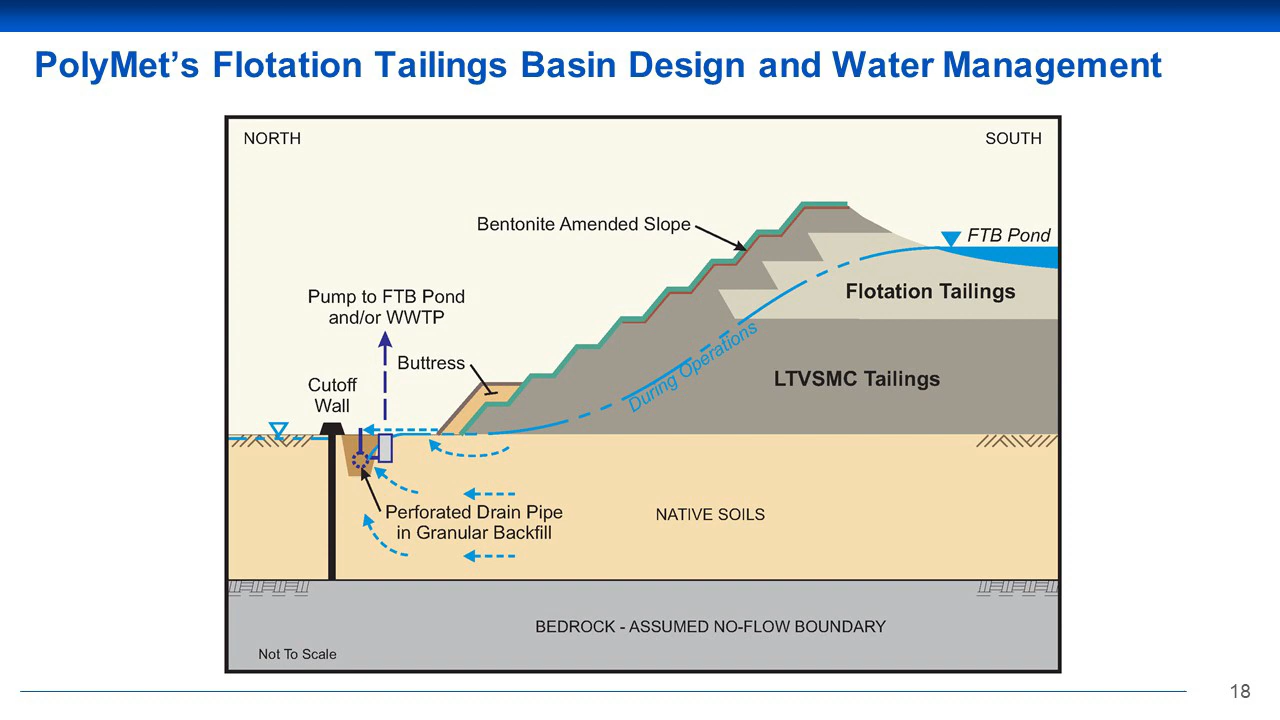 PolyMet’s Flotation Tailings Basin Design and Water Management
NORTH
SOUTH
Bentonite Amended Slope
FTB Pond
Pump to FTB Pond
and/or WWTP
Flotation Tailings
During Operations
Buttress
LTVSMC Tailings
Cutoff
Wall
Perforated Drain Pipe
in Granular Backfill
NATIVE SOILS
BEDROCK - ASSUMED NO-FLOW BOUNDARY
Not To Scale
18